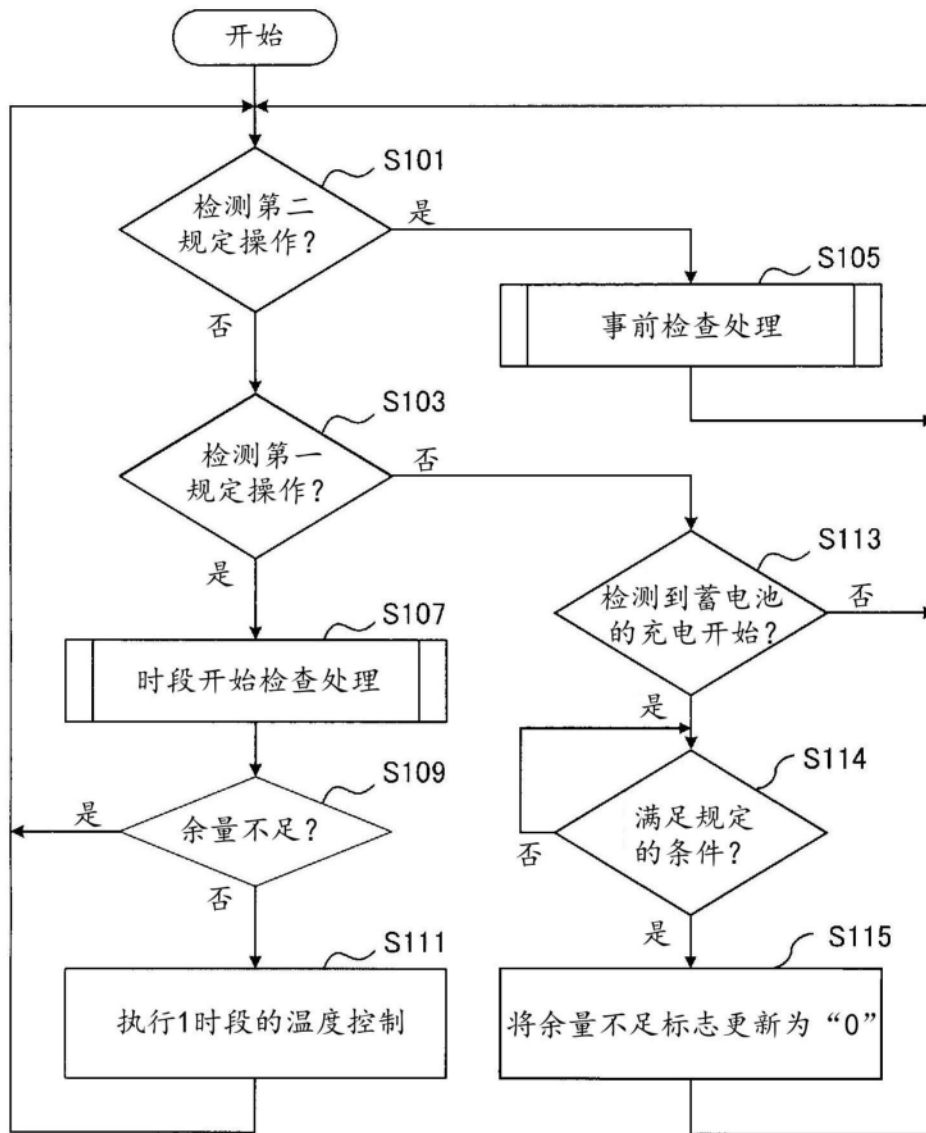 开始
S101
检测第二
规定操作?
是
否
S105
事前检查处理
S103
检测第一
规定操作?
否
是
S113
检测到蓄电池
的充电开始?
否
是
S107
时段开始检查处理
S109
余量不足?
是
否
S114
满足规定
的条件?
否
是
S111
执行1时段的温度控制
S115
将余量不足标志更新为“0”